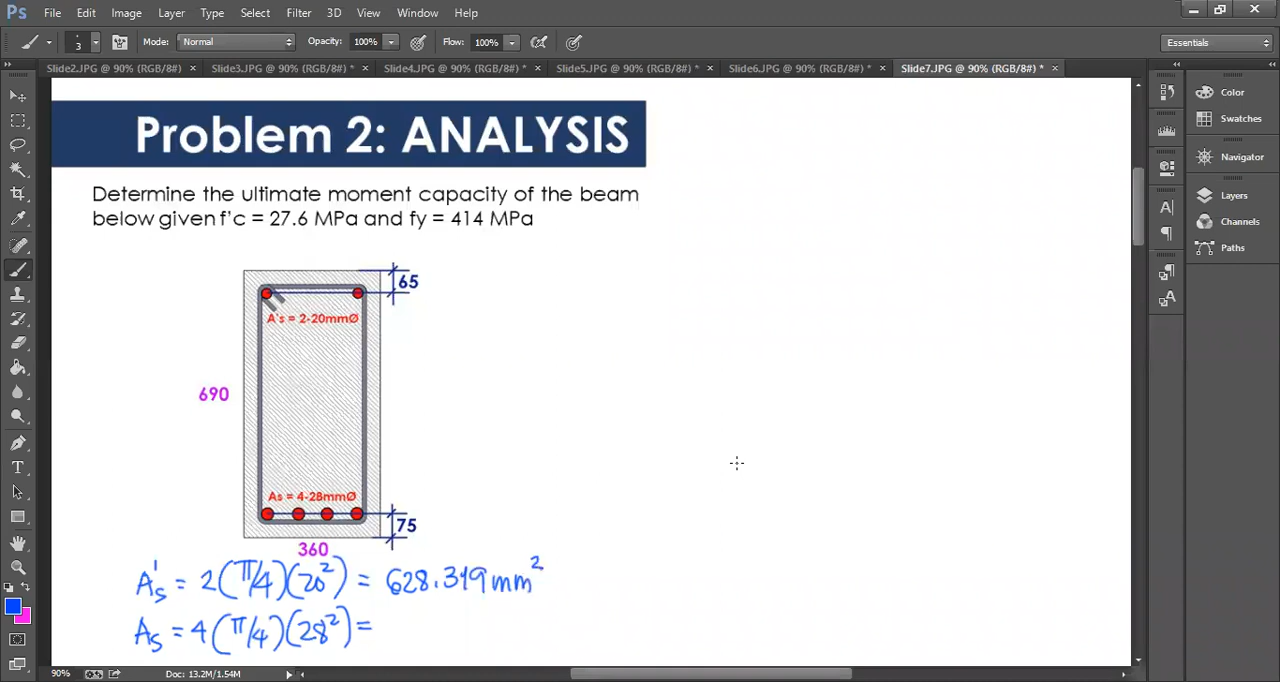 Ps File Edit Image Layer Type Select Filter 3D View Window Help
3 Mode: Normal Opacity: 100% Flow: 100% Essentials
Slide2.JPG @ 90% (RGB/8#) × Slide3.JPG @ 90% (RGB/8#) * × Slide4.JPG @ 90% (RGB/8#) * × Slide5.JPG @ 90% (RGB/8#) * × Slide6.JPG @ 90% (RGB/8#) * × Slide7.JPG @ 90% (RGB/8#) * ×
Color
Swatches
Navigator
Layers
Channels
Paths
Problem 2: ANALYSIS
Determine the ultimate moment capacity of the beam
below given f'c = 27.6 MPa and fy = 414 MPa
65
A's = 2-20mmØ
690
As = 4-28mmØ
75
360
A's = 2(π/4)(20²) = 628.319mm²
As = 4(π/4)(28²) =
90% Doc: 13.2M/1.54M